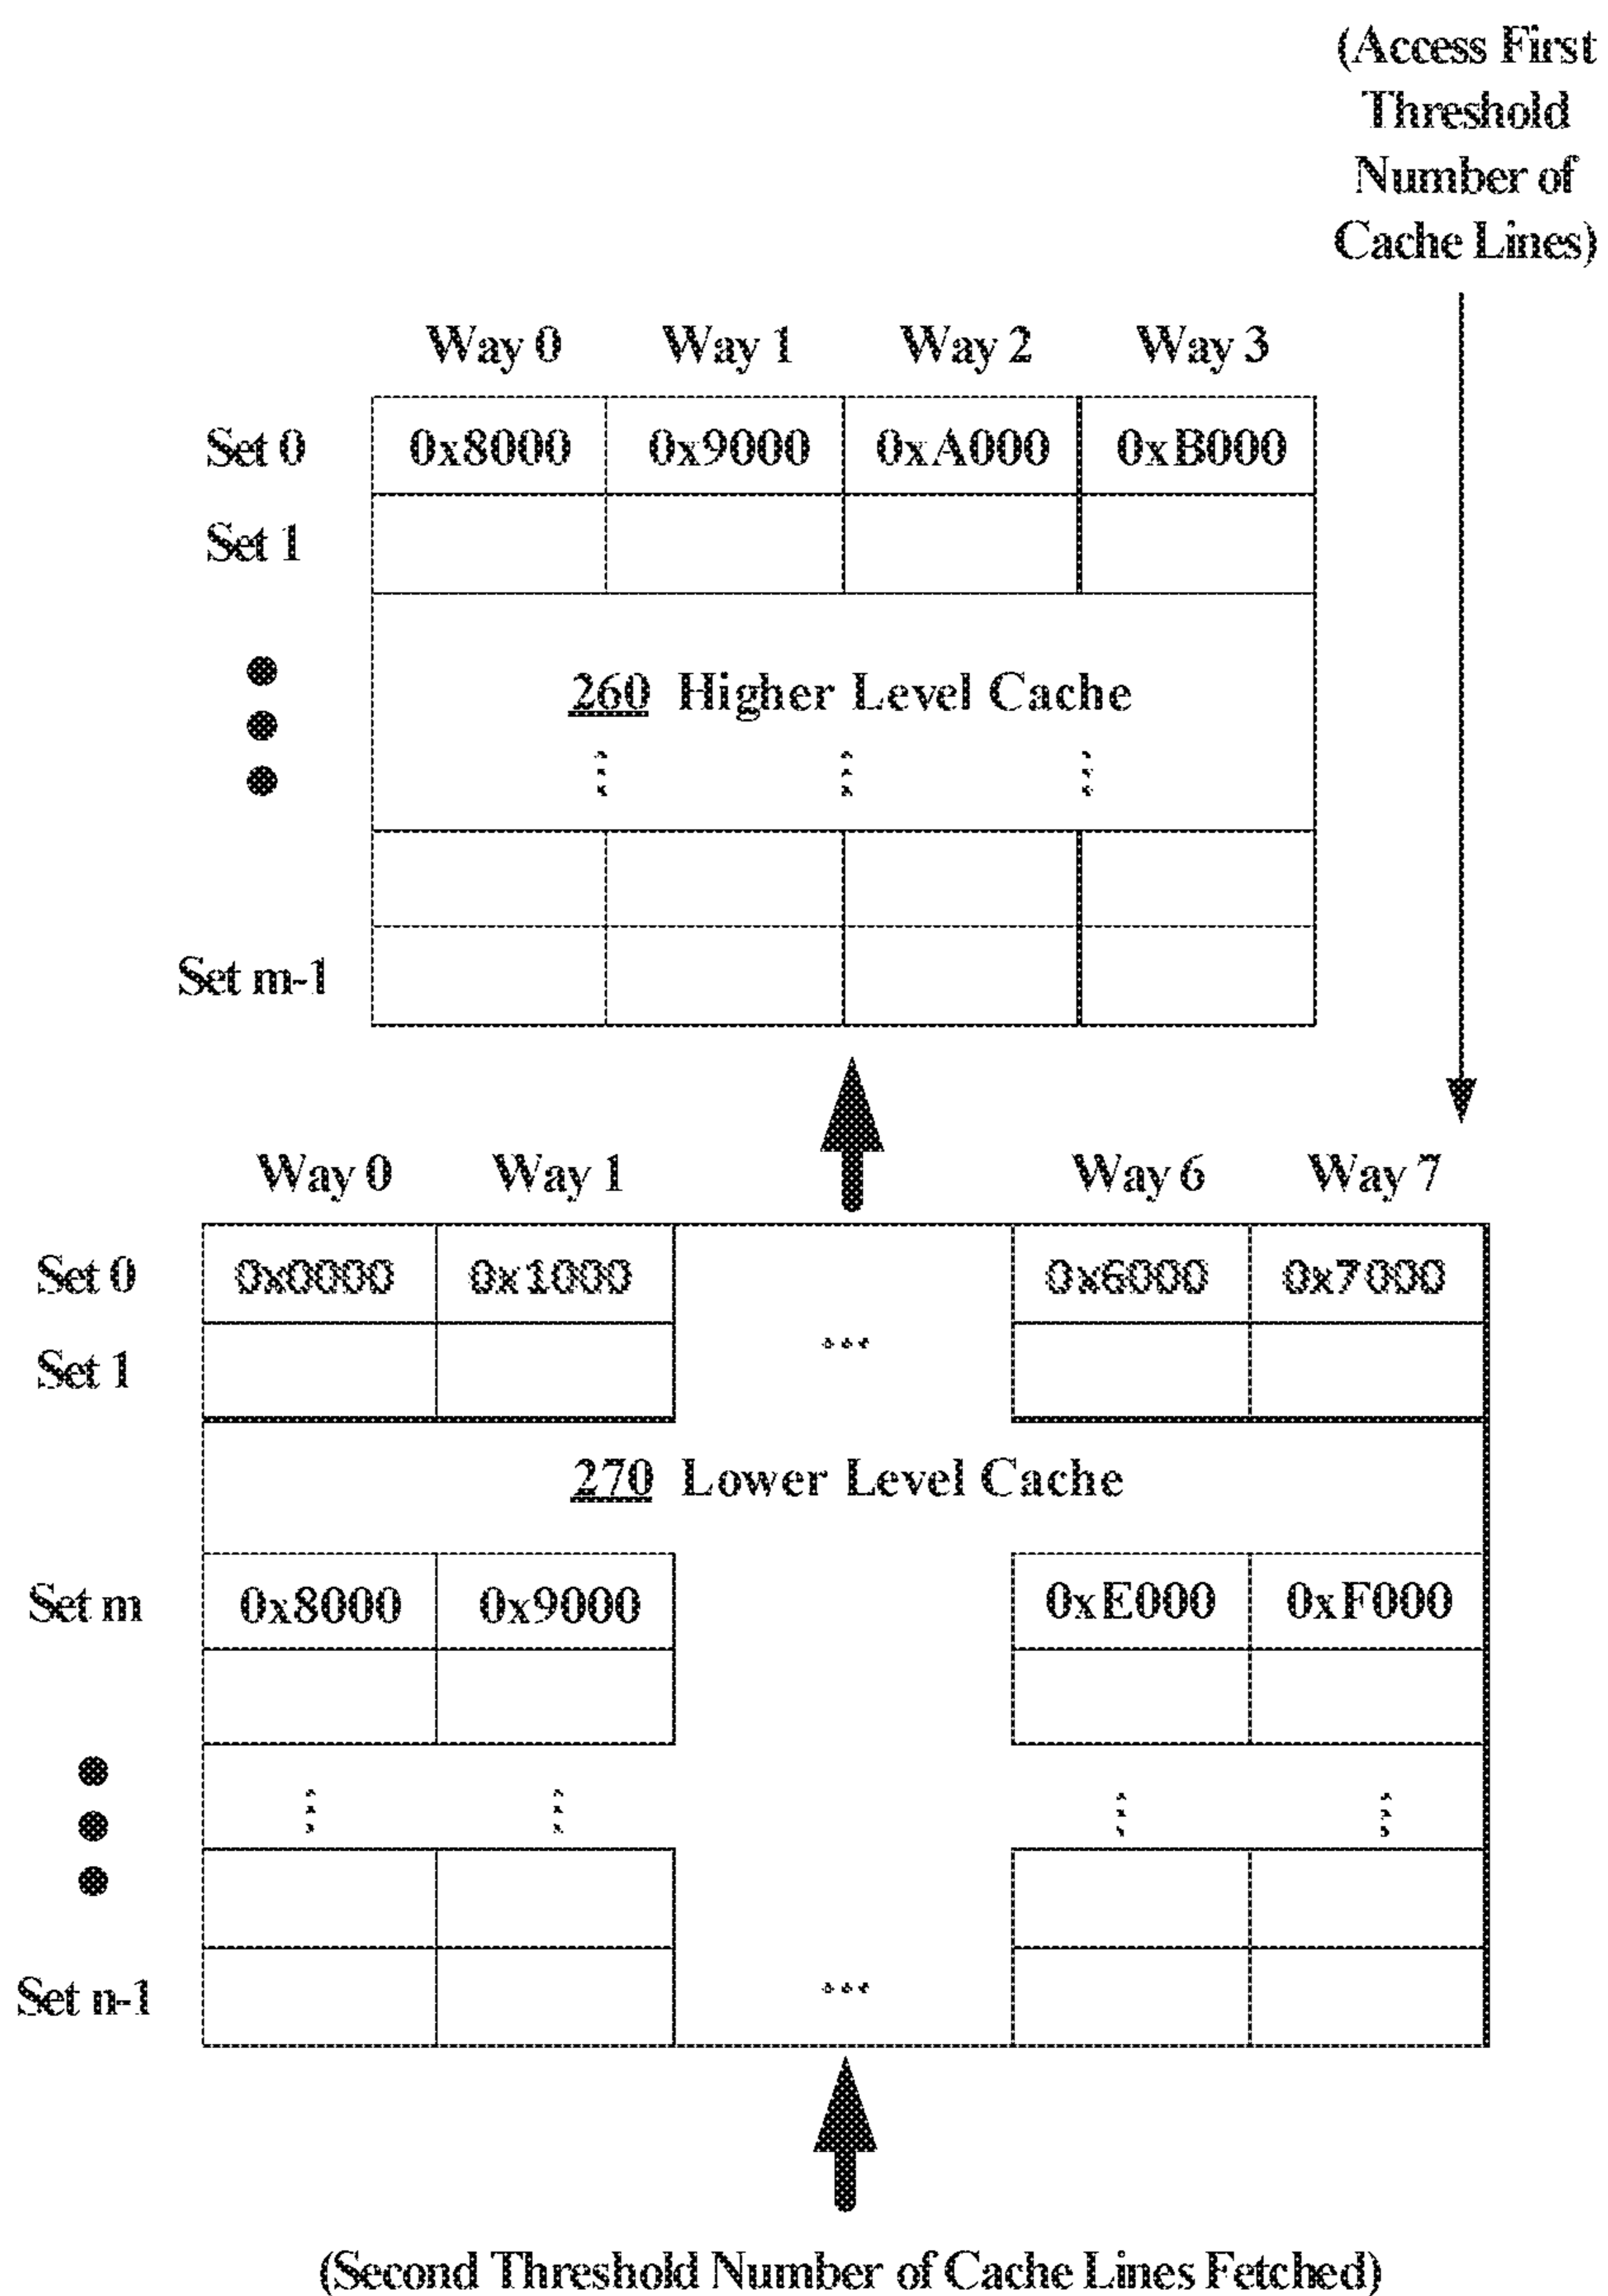 (Access First
Threshold
Number of
Cache Lines)
Way 0 Way 1 Way 2 Way 3
Set 0 0x8000 0x9000 0xA000 0xB000
Set 1
260 Higher Level Cache
Set m-1
Way 0 Way 1 Way 6 Way 7
Set 0 0x0000 0x1000 0x6000 0x7000
...
Set 1
270 Lower Level Cache
Set m 0x8000 0x9000 0xE000 0xF000
Set n-1 ...
(Second Threshold Number of Cache Lines Fetched)